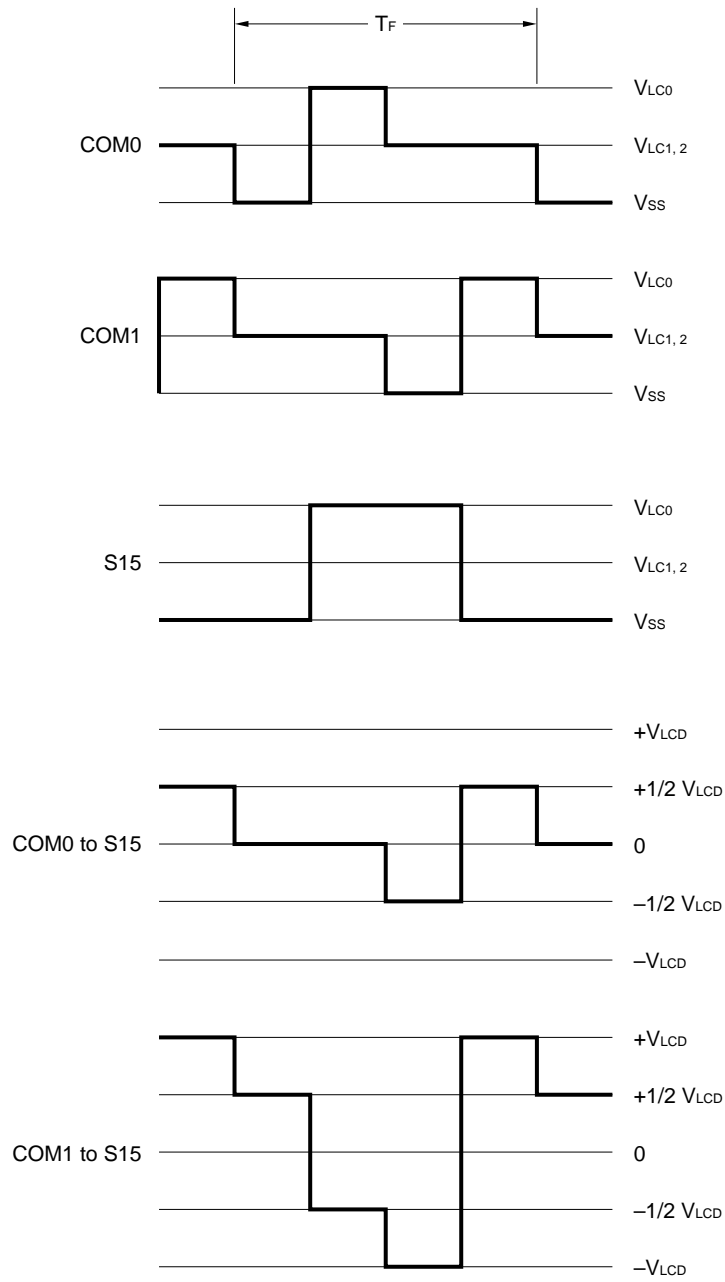 TF
VLC0
COM0
VLC1, 2
VSS
VLC0
COM1
VLC1, 2
VSS
VLC0
S15
VLC1, 2
VSS
+VLCD
+1/2 VLCD
COM0 to S15
0
–1/2 VLCD
–VLCD
+VLCD
+1/2 VLCD
COM1 to S15
0
–1/2 VLCD
–VLCD